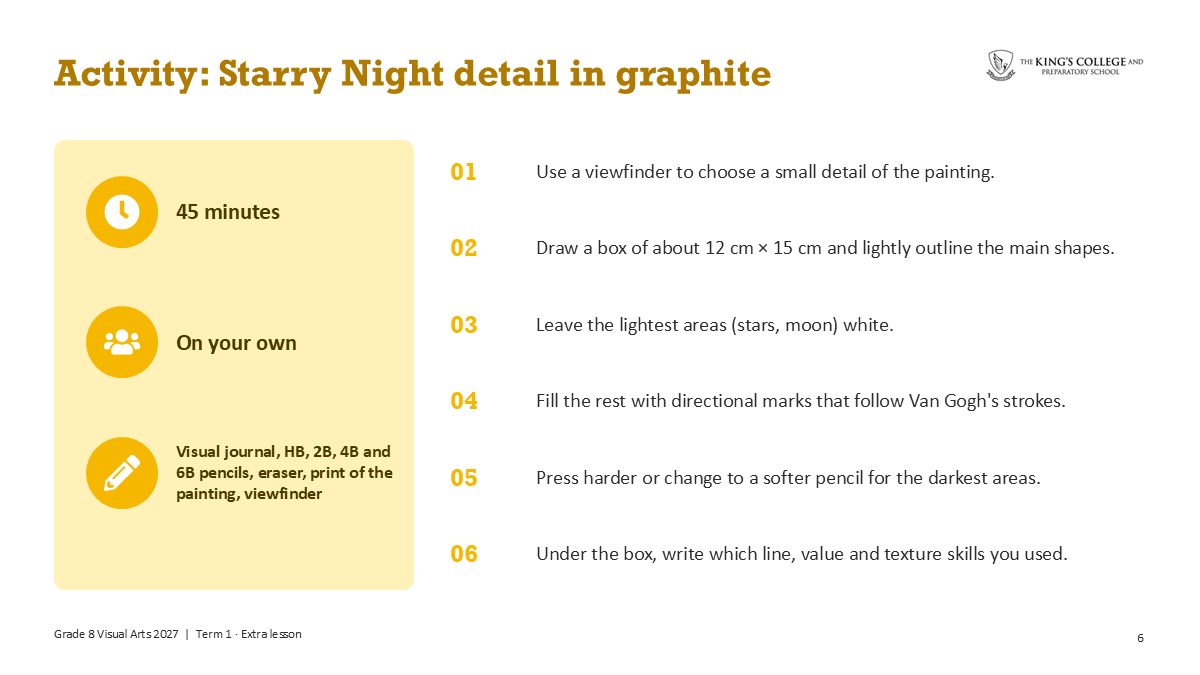 Activity: Starry Night detail in graphite
THE KING'S COLLEGE AND
PREPARATORY SCHOOL
45 minutes
On your own
Visual journal, HB, 2B, 4B and
6B pencils, eraser, print of the
painting, viewfinder
01 Use a viewfinder to choose a small detail of the painting.
02 Draw a box of about 12 cm × 15 cm and lightly outline the main shapes.
03 Leave the lightest areas (stars, moon) white.
04 Fill the rest with directional marks that follow Van Gogh's strokes.
05 Press harder or change to a softer pencil for the darkest areas.
06 Under the box, write which line, value and texture skills you used.
Grade 8 Visual Arts 2027 | Term 1 · Extra lesson
6